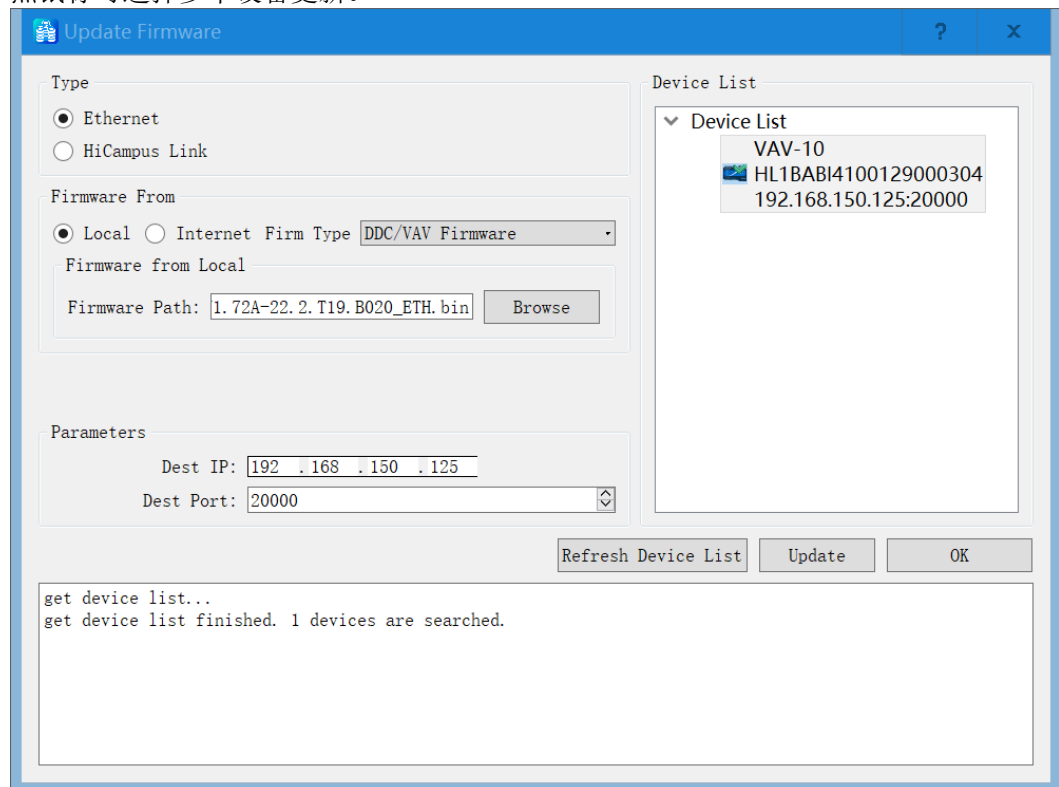 Update Firmware
?
x
Type
Ethernet
HiCampus Link
Firmware From
Local
Internet
Firm Type
DDC/VAV Firmware
Firmware from Local
Firmware Path:
1.72A-22.2.T19.B020_ETH.bin
Browse
Parameters
Dest IP:
192 .168 .150 .125
Dest Port:
20000
Device List
Device List
VAV-10
HL1BABI4100129000304
192.168.150.125:20000
Refresh Device List
Update
OK
get device list...
get device list finished. 1 devices are searched.